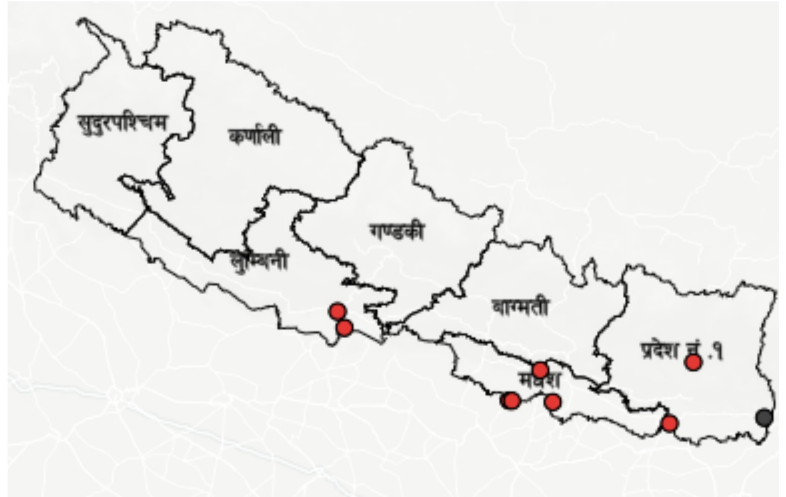 सुदुरपश्चिम
कर्णाली
गण्डकी
लुम्बिनी
बाग्मती
प्रदेश नं .१
मधेश